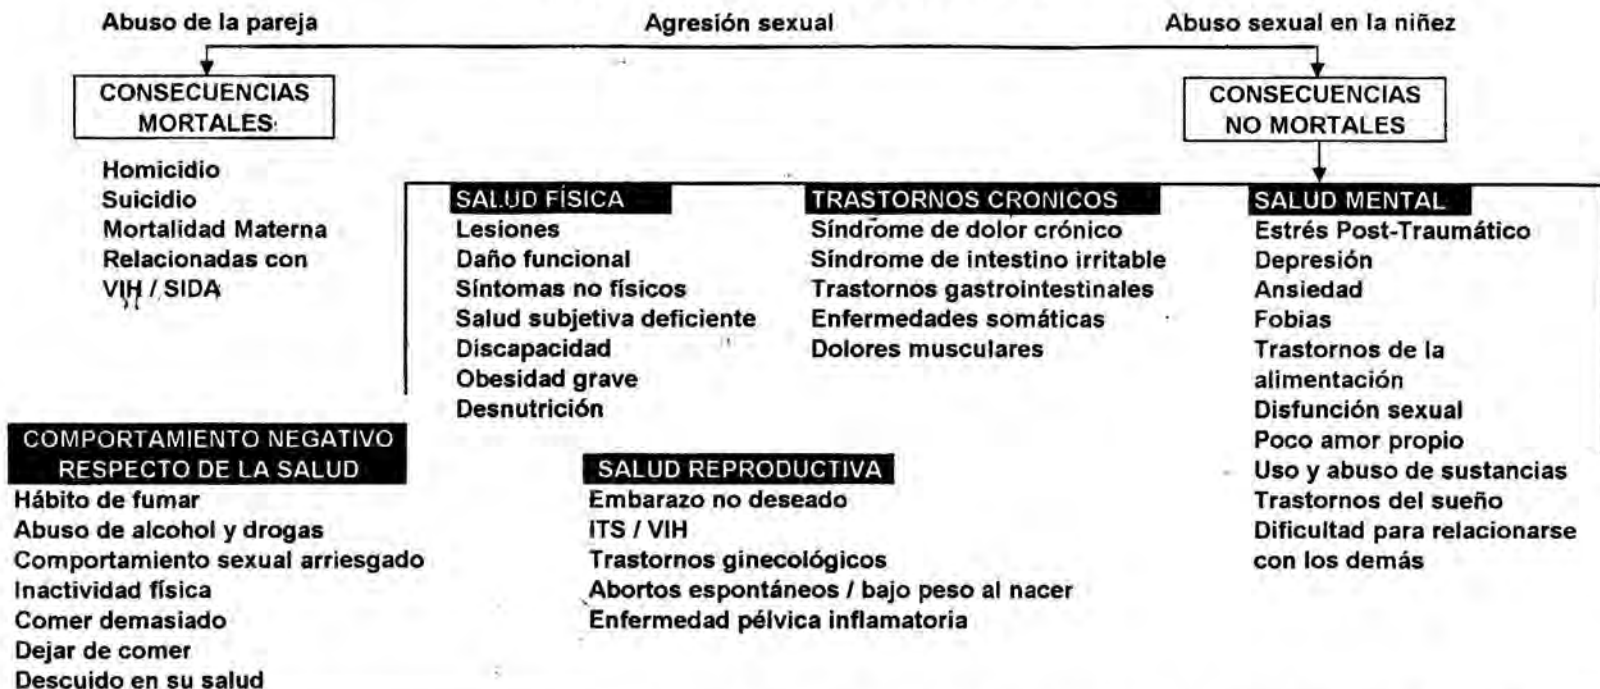 Abuso de la pareja
Agresión sexual
Abuso sexual en la niñez
CONSECUENCIAS
MORTALES
Homicidio
Suicidio
Mortalidad Materna
Relacionadas con
VIH / SIDA
CONSECUENCIAS
NO MORTALES
SALUD FÍSICA
Lesiones
Daño funcional
Síntomas no físicos
Salud subjetiva deficiente
Discapacidad
Obesidad grave
Desnutrición
TRASTORNOS CRONICOS
Síndrome de dolor crónico
Síndrome de intestino irritable
Trastornos gastrointestinales
Enfermedades somáticas
Dolores musculares
SALUD MENTAL
Estrés Post-Traumático
Depresión
Ansiedad
Fobias
Trastornos de la
alimentación
Disfunción sexual
Poco amor propio
Uso y abuso de sustancias
Trastornos del sueño
Dificultad para relacionarse
con los demás
COMPORTAMIENTO NEGATIVO
RESPECTO DE LA SALUD
Hábito de fumar
Abuso de alcohol y drogas
Comportamiento sexual arriesgado
Inactividad física
Comer demasiado
Dejar de comer
Descuido en su salud
SALUD REPRODUCTIVA
Embarazo no deseado
ITS / VIH
Trastornos ginecológicos
Abortos espontáneos / bajo peso al nacer
Enfermedad pélvica inflamatoria